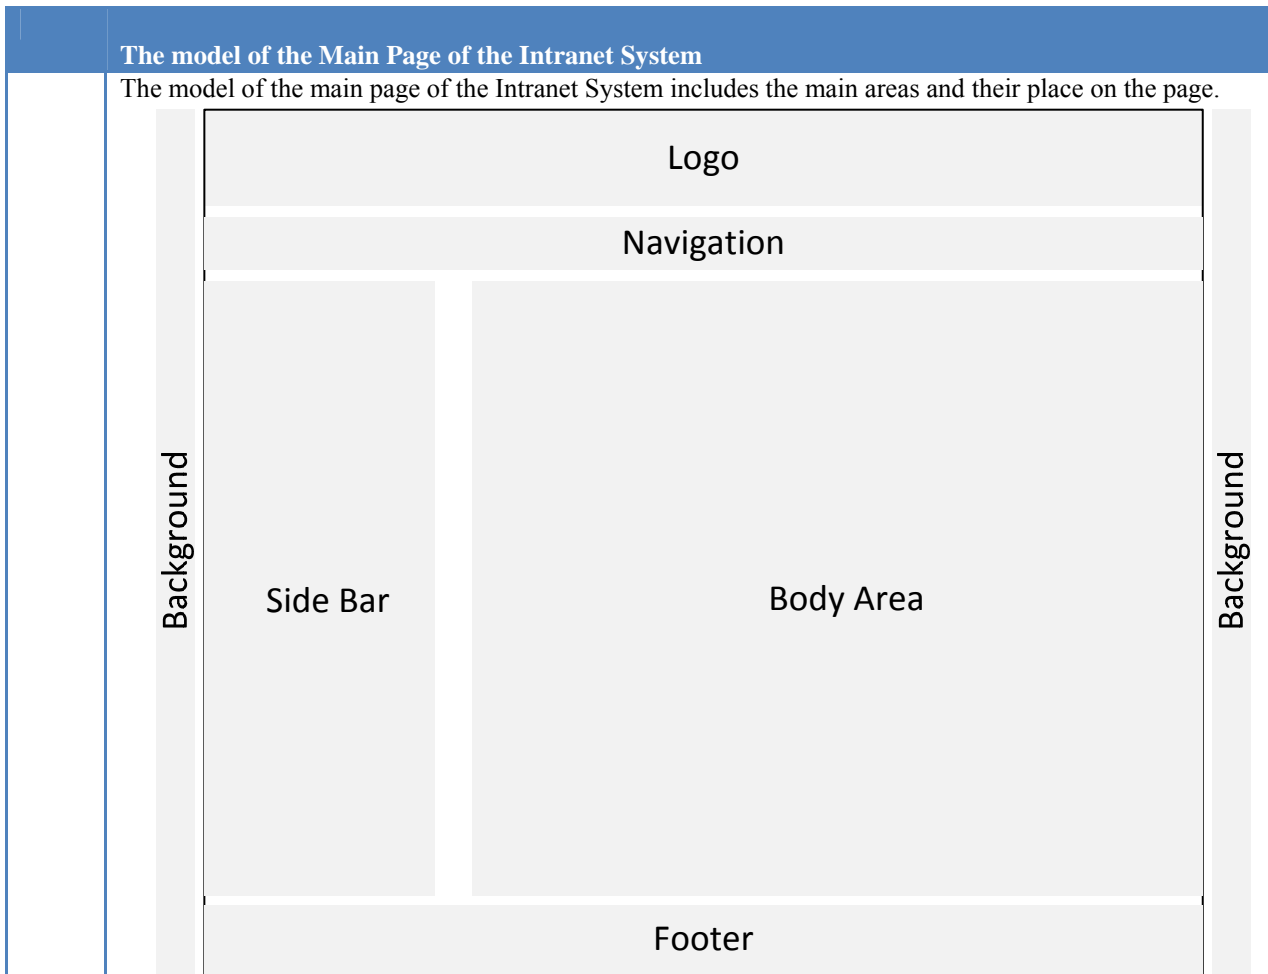 The model of the Main Page of the Intranet System
The model of the main page of the Intranet System includes the main areas and their place on the page.
Logo
Navigation
Background
Side Bar
Body Area
Background
Footer